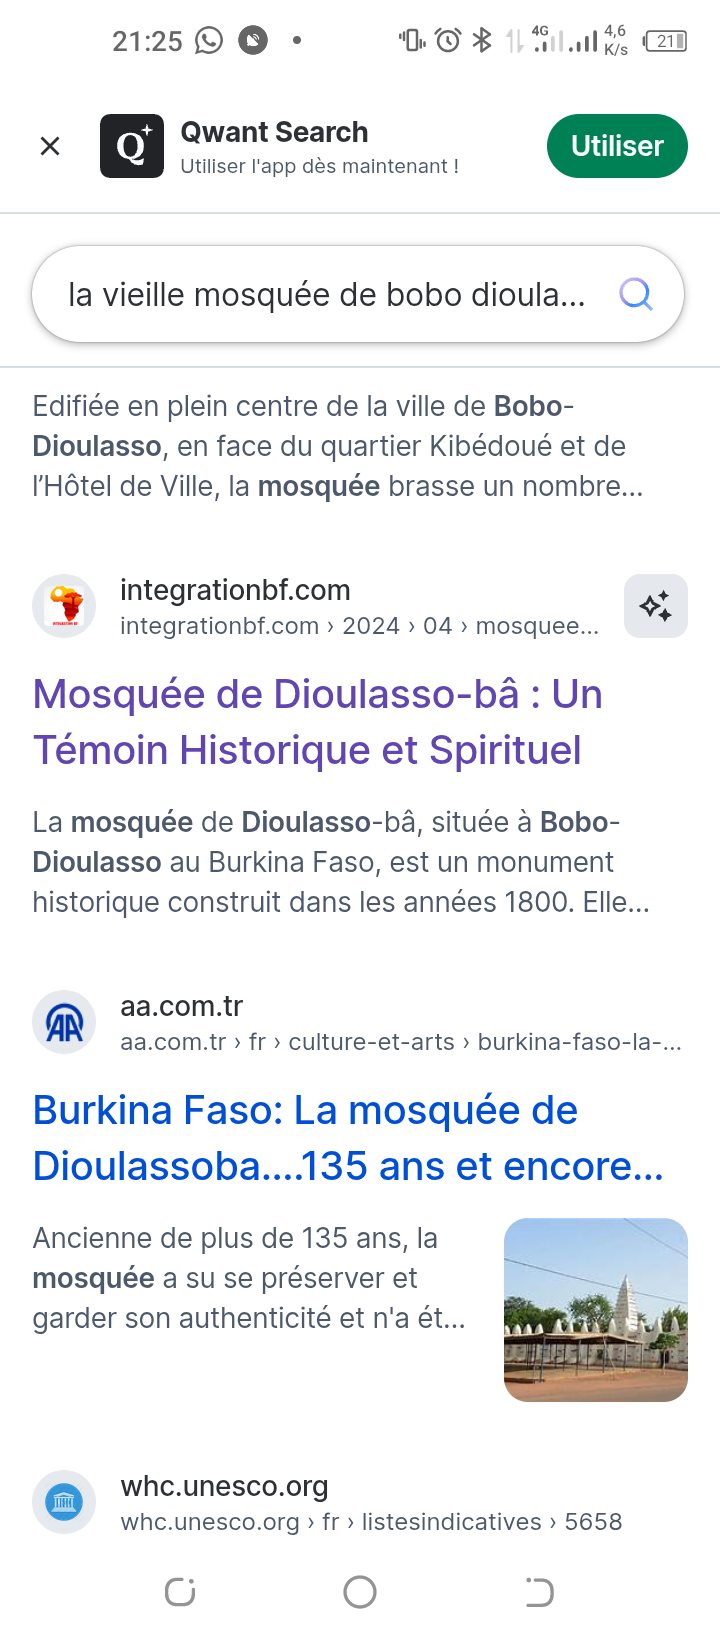 21:25
4G
4,6
K/s
21
Qwant Search
Utiliser l'app dès maintenant !
Utiliser
la vieille mosquée de bobo dioula...
Edifiée en plein centre de la ville de Bobo-
Dioulasso, en face du quartier Kibédoué et de
l’Hôtel de Ville, la mosquée brasse un nombre...
integrationbf.com
integrationbf.com › 2024 › 04 › mosquee...
Mosquée de Dioulasso-bâ : Un
Témoin Historique et Spirituel
La mosquée de Dioulasso-bâ, située à Bobo-
Dioulasso au Burkina Faso, est un monument
historique construit dans les années 1800. Elle...
AA
aa.com.tr
aa.com.tr › fr › culture-et-arts › burkina-faso-la-...
Burkina Faso: La mosquée de
Dioulassoba....135 ans et encore...
Ancienne de plus de 135 ans, la
mosquée a su se préserver et
garder son authenticité et n'a ét...
whc.unesco.org
whc.unesco.org › fr › listesindicatives › 5658